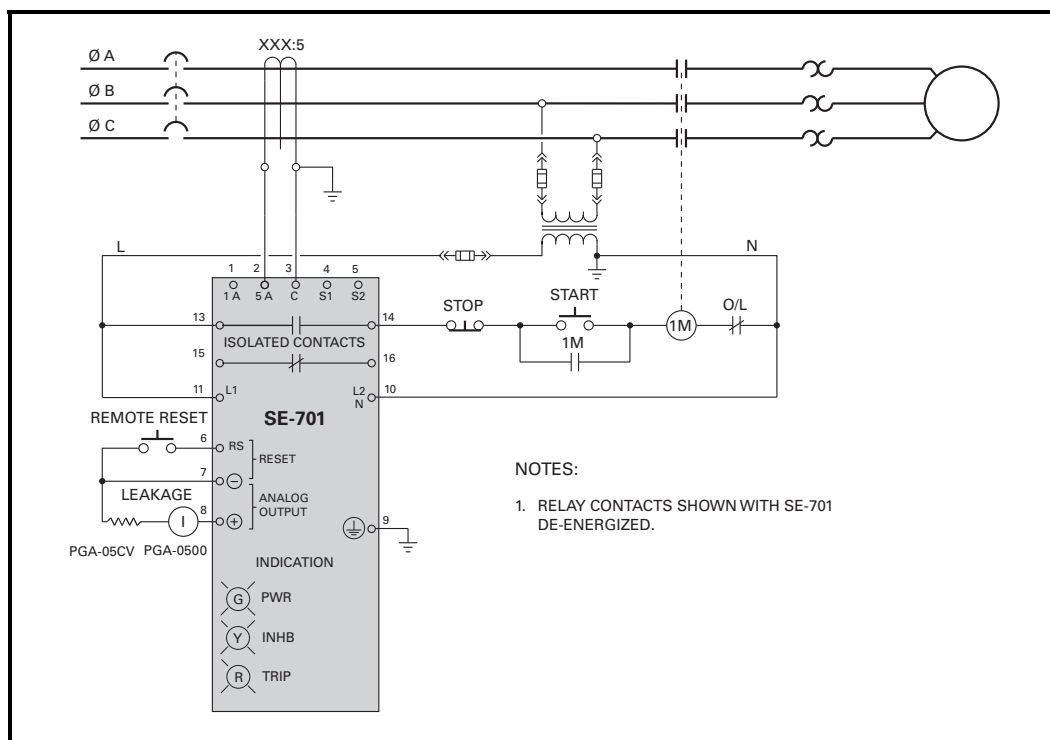 XXX:5
Ø A
Ø B
Ø C
L
N
1 2 3 4 5
1 A 5 A C S1 S2
STOP
START
O/L
13
14
1M
1M
ISOLATED CONTACTS
15
16
11
L1
L2
N
10
SE-701
REMOTE RESET
6
RS
RESET
7
−
LEAKAGE
ANALOG
OUTPUT
8
I
+
9
PGA-05CV PGA-0500
NOTES:
1. RELAY CONTACTS SHOWN WITH SE-701
DE-ENERGIZED.
INDICATION
G PWR
Y INHB
R TRIP